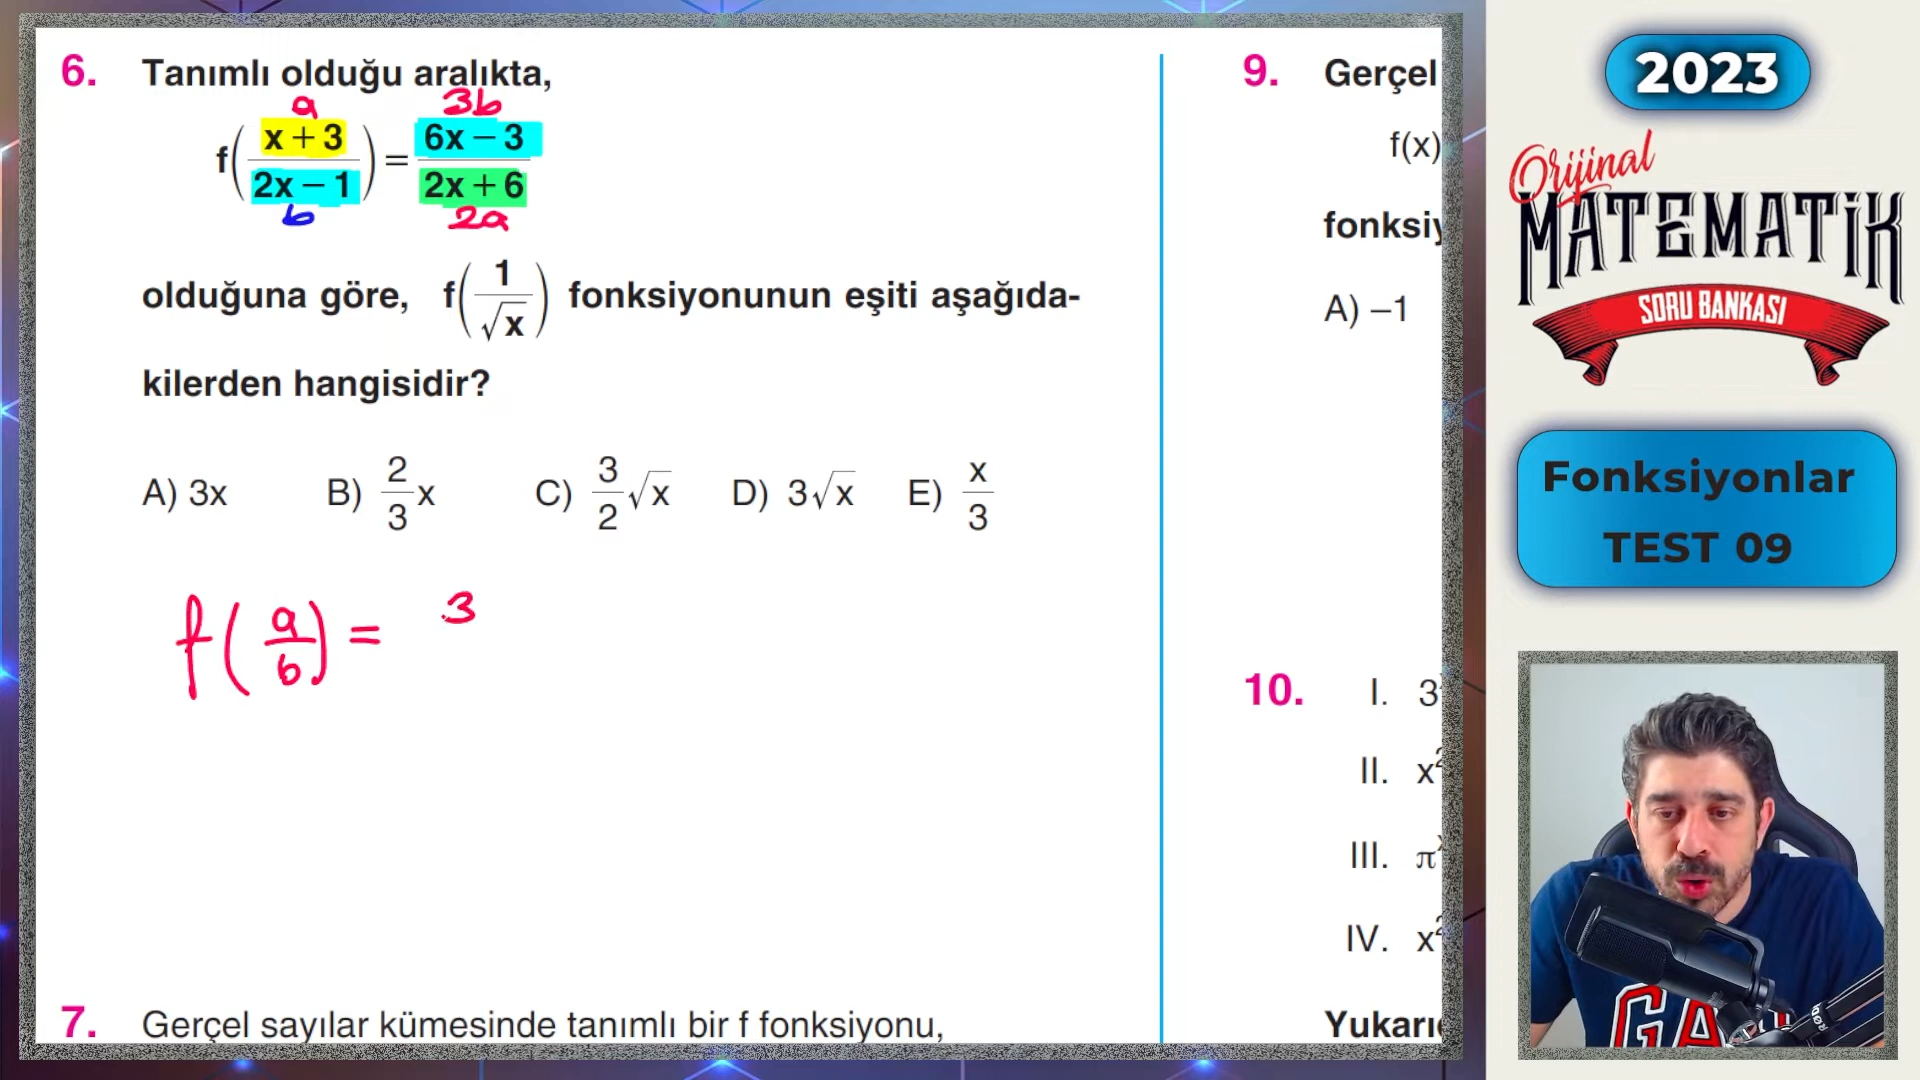 6. Tanımlı olduğu aralıkta,
a 3b
f(x + 3 / 2x – 1) = 6x – 3 / 2x + 6
b 2a
olduğuna göre, f(1/√x) fonksiyonunun eşiti aşağıda-
kilerden hangisidir?
A) 3x B) 2/3 x C) 3/2 √x D) 3√x E) x/3
f(a/b) = 3
7. Gerçel sayılar kümesinde tanımlı bir f fonksiyonu,
9. Gerçel
f(x)
A) –1
10. I. 3
II. x²
III. π
IV. x²
2023
Orijinal
MATEMATİK
SORU BANKASI
Fonksiyonlar
TEST 09